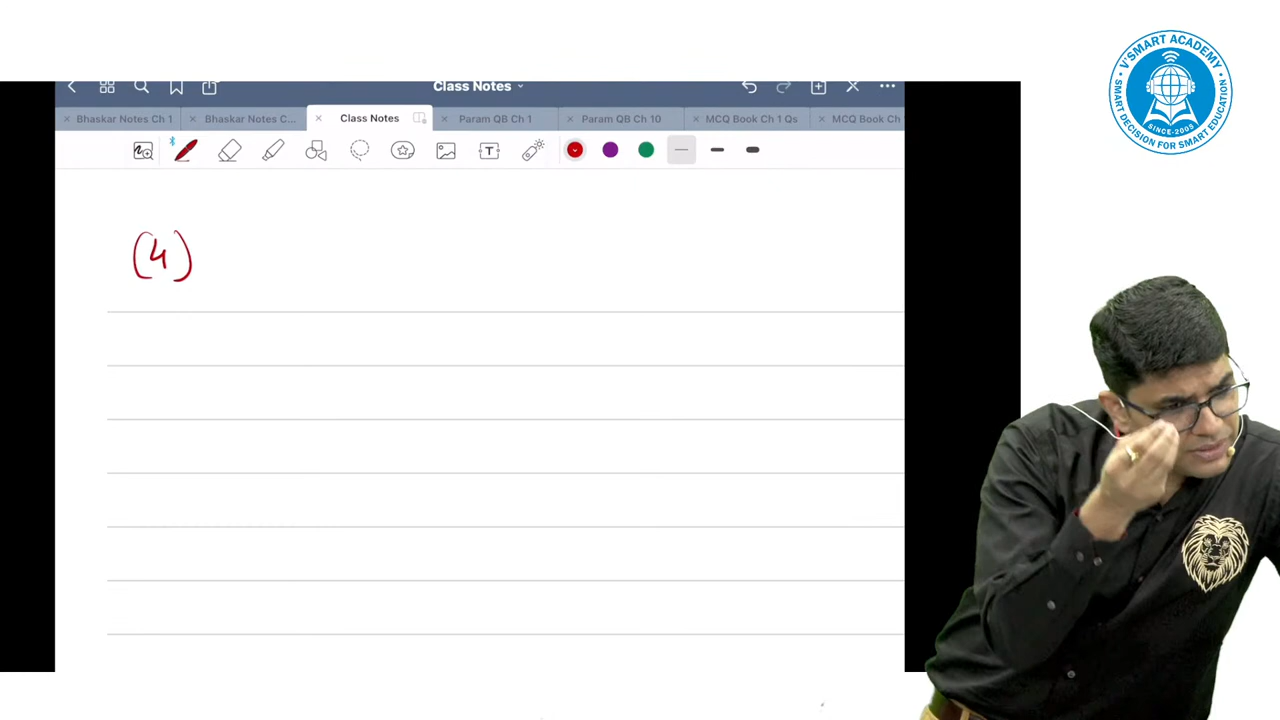 V'SMART ACADEMY
SMART DECISION FOR SMART EDUCATION
SINCE-2005
Class Notes
Bhaskar Notes Ch 1
Bhaskar Notes C...
Class Notes
Param QB Ch 1
Param QB Ch 10
MCQ Book Ch 1 Qs
MCQ Book Ch
T
(4)